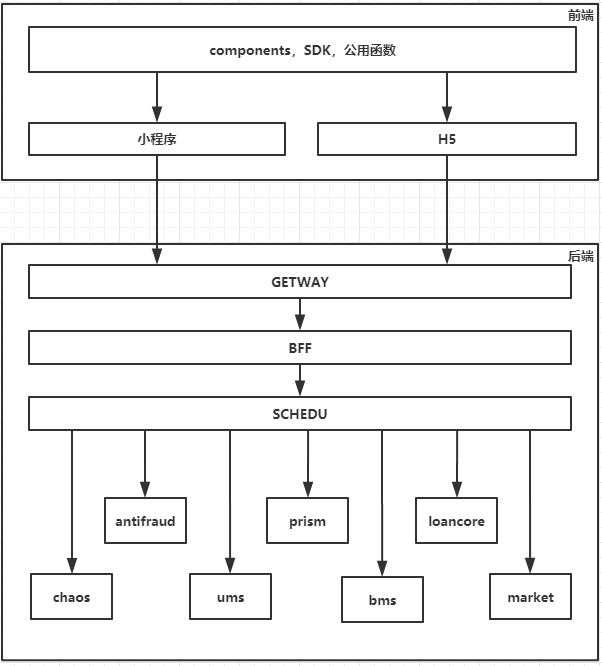 前端
components，SDK，公用函数
小程序
H5
后端
GETWAY
BFF
SCHEDU
antifraud
prism
loancore
chaos
ums
bms
market